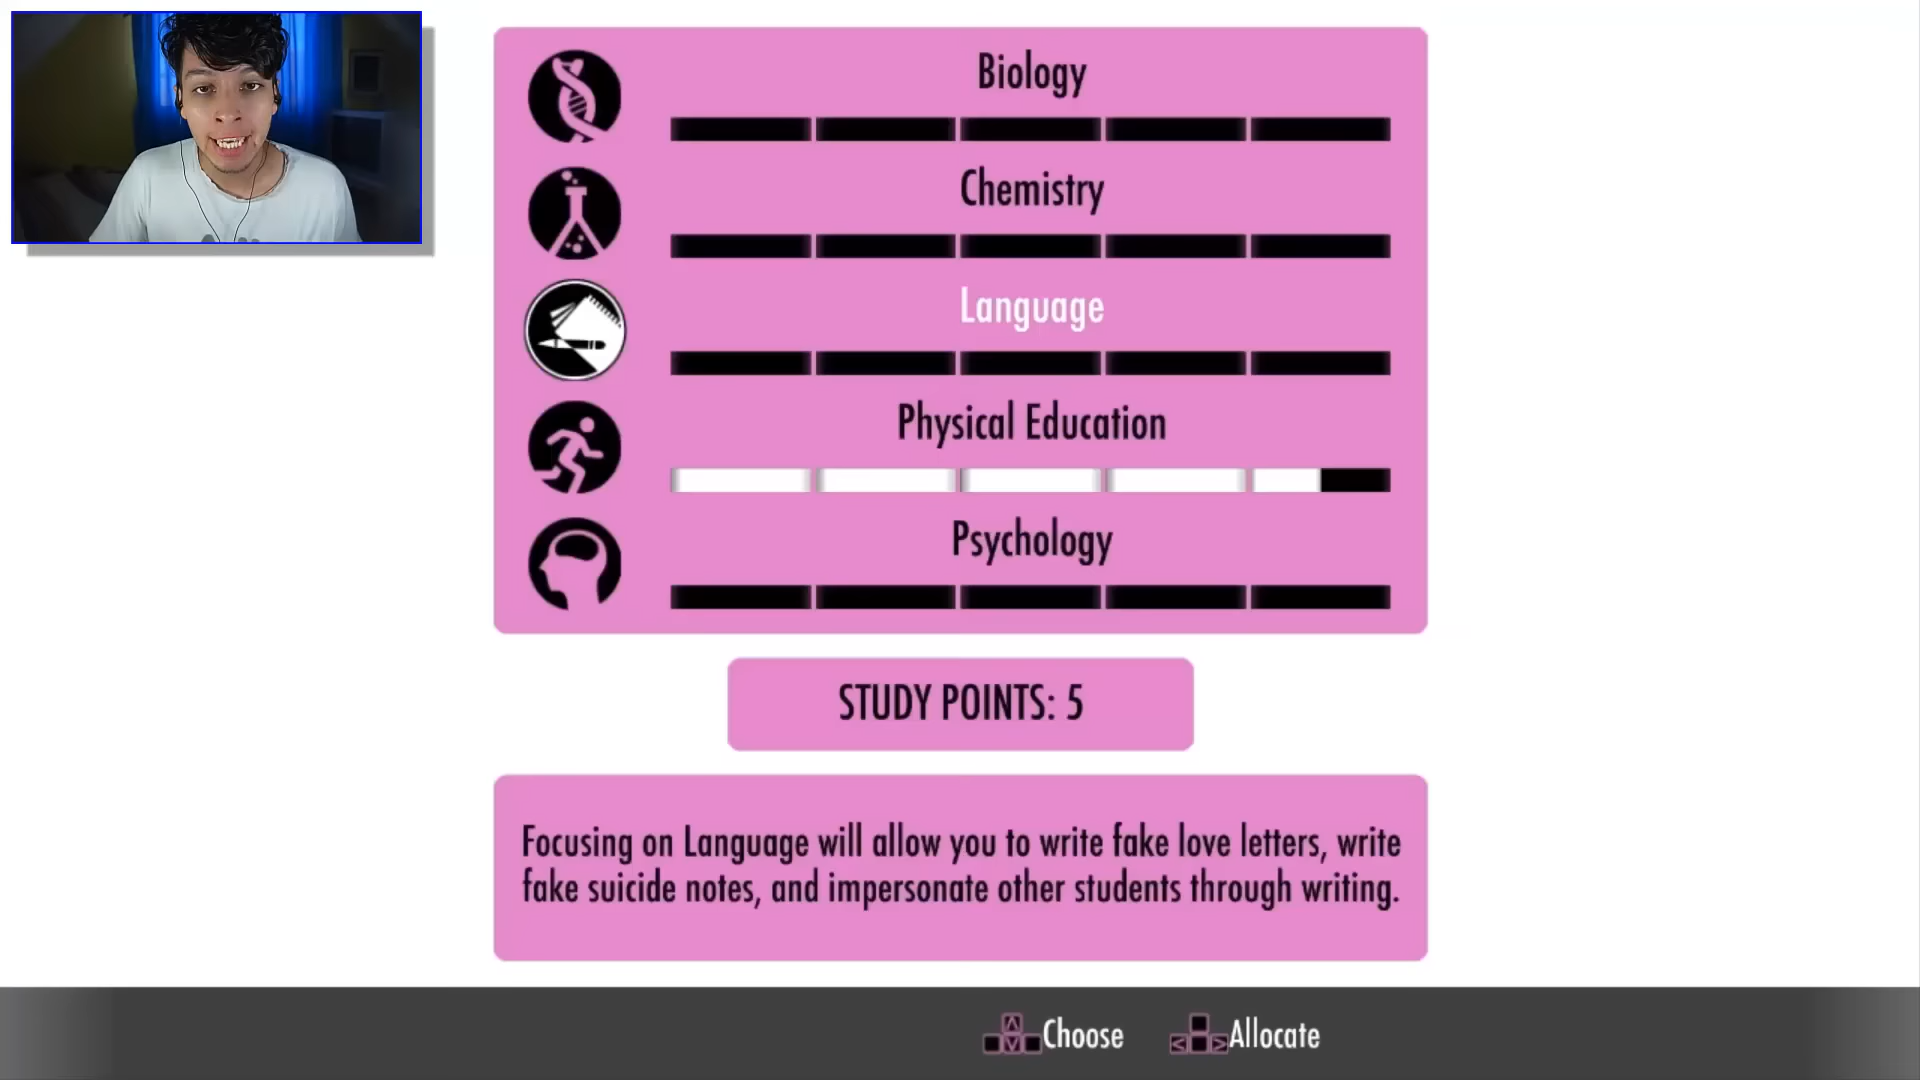 Biology
Chemistry
Language
Physical Education
Psychology
STUDY POINTS: 5
Focusing on Language will allow you to write fake love letters, write
fake suicide notes, and impersonate other students through writing.
Choose
Allocate